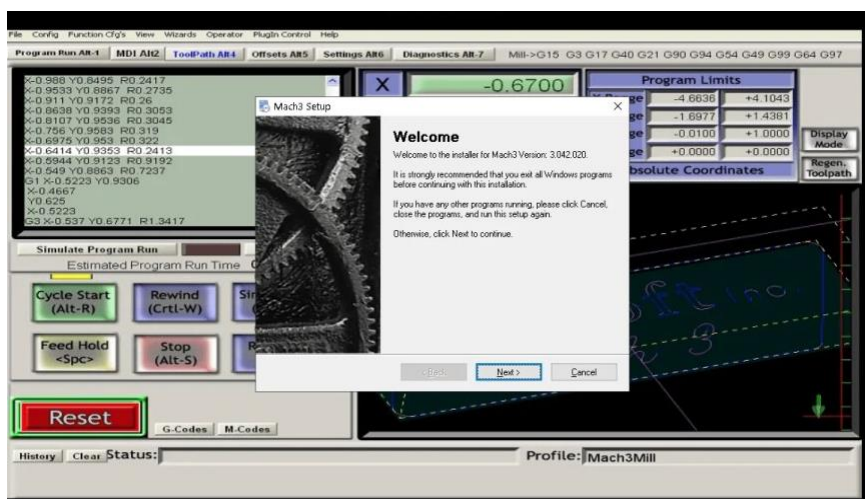 File Config Function Cfg's View Wizards Operator PlugIn Control Help
Program Run Alt-1 MDI Alt2 ToolPath Alt4 Offsets Alt5 Settings Alt6 Diagnostics Alt-7 Mill->G15 G3 G17 G40 G21 G90 G94 G54 G49 G99 G64 G97
X-0.988 Y0.8495 R0.2417
X-0.9533 Y0.8867 R0.2735
X-0.911 Y0.9172 R0.26
X-0.8638 Y0.9393 R0.3053
X-0.8107 Y0.9536 R0.3045
X-0.756 Y0.9583 R0.319
X-0.6975 Y0.953 R0.322
X-0.6414 Y0.9353 R0.2413
X-0.5944 Y0.9123 R0.9192
X-0.549 Y0.8863 R0.7237
G1 X-0.5223 Y0.9306
X-0.4667
Y0.625
X-0.5223
G3 X-0.537 Y0.6771 R1.3417
X -0.6700
Program Limits
-4.6636 +4.1043
ge -1.6977 +1.4381
ge -0.0100 +1.0000
ge +0.0000 +0.0000
bsolute Coordinates
Display
Mode
Regen.
Toolpath
Mach3 Setup
Welcome
Welcome to the installer for Mach3 Version: 3.042.020.
It is strongly recommended that you exit all Windows programs
before continuing with this installation.
If you have any other programs running, please click Cancel,
close the programs, and run this setup again.
Otherwise, click Next to continue.
< Back Next > Cancel
Simulate Program Run
Estimated Program Run Time
Cycle Start
(Alt-R)
Rewind
(Crtl-W)
Feed Hold
<Spc>
Stop
(Alt-S)
Reset
G-Codes M-Codes
History Clear Status:
Profile: Mach3Mill